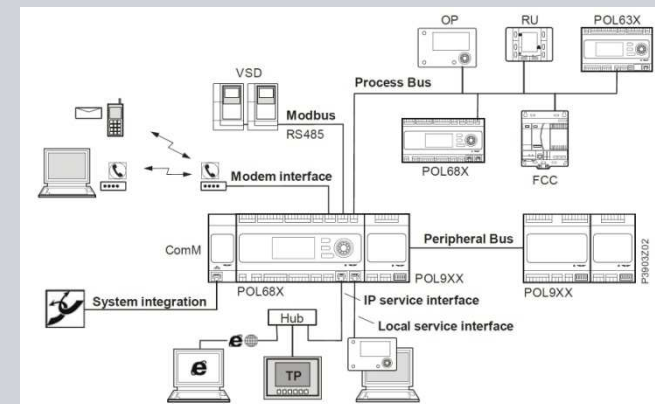 OP
RU
POL63X
VSD
Process Bus
Modbus
RS485
POL68X
FCC
Modem interface
ComM
Peripheral Bus
POL68X
POL9XX
POL9XX
P3903Z02
System integration
IP service interface
Hub
Local service interface
e
e
TP